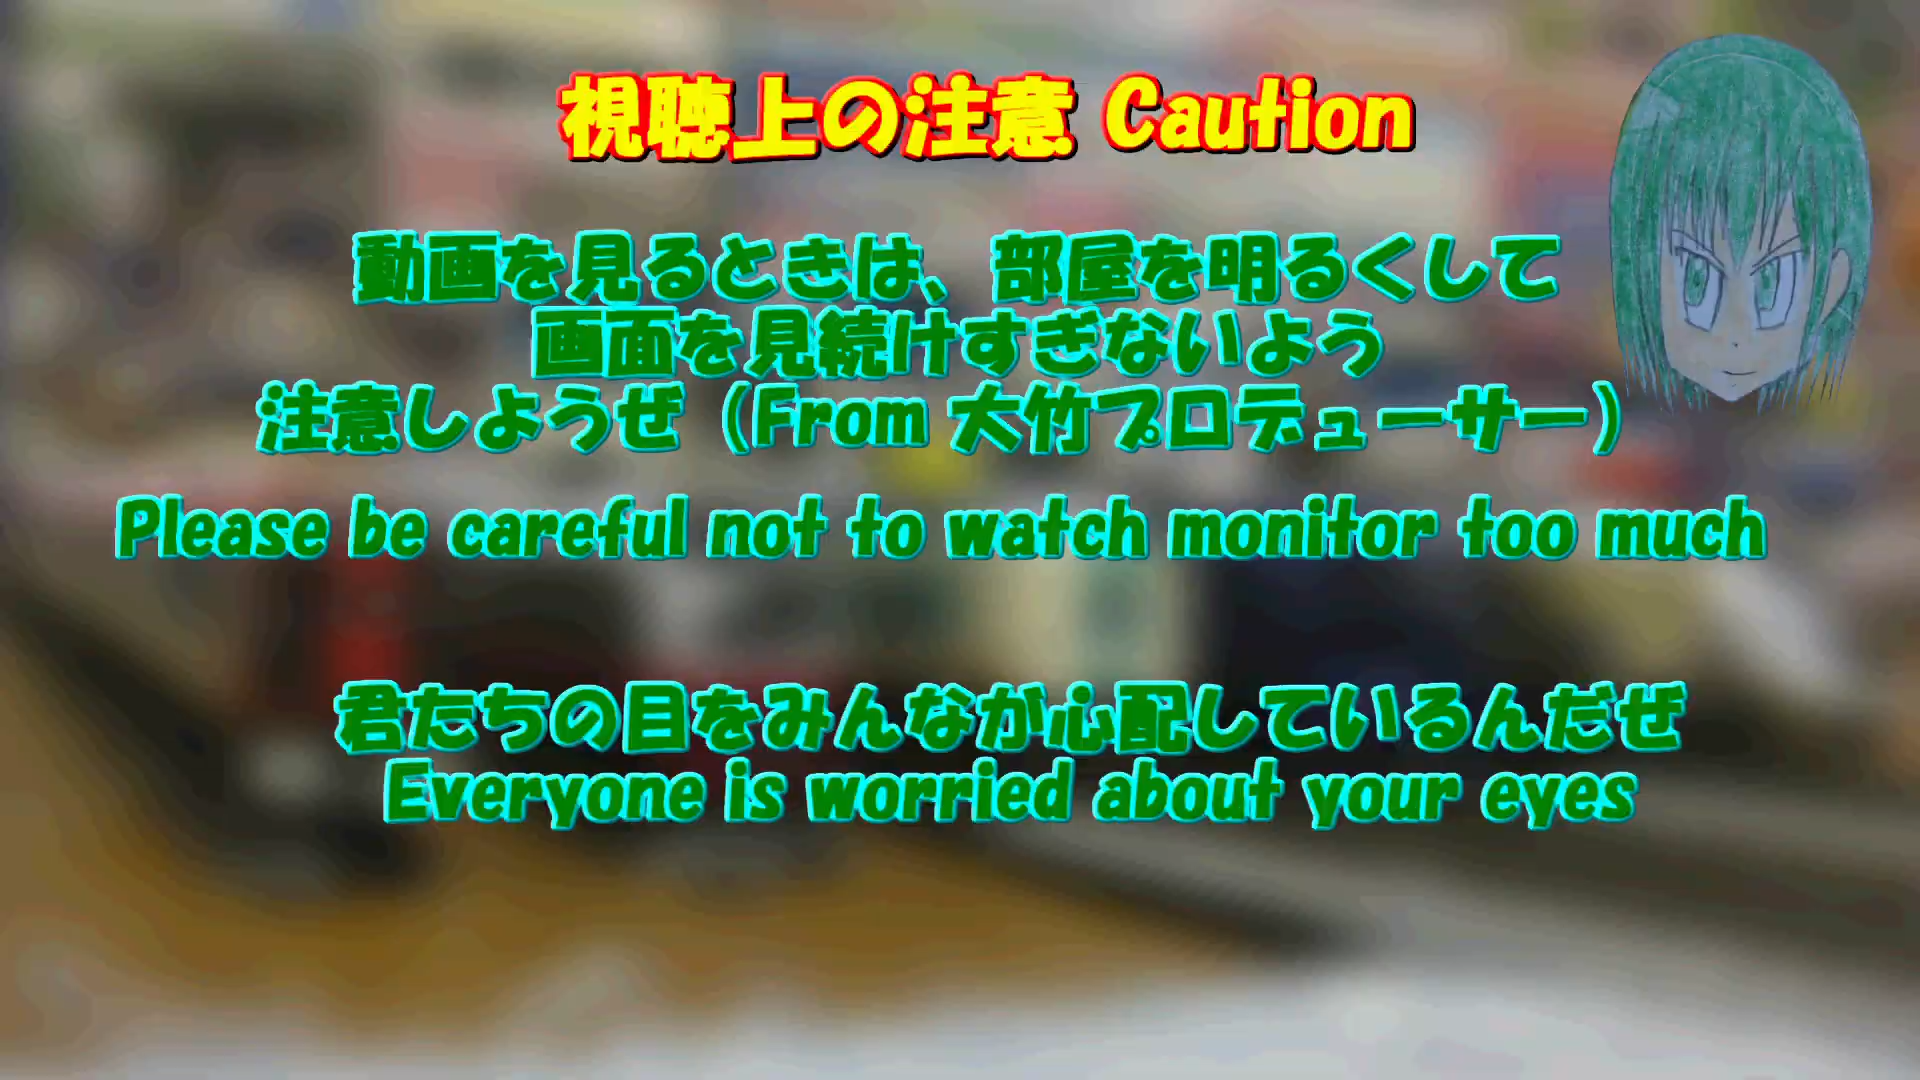 視聴上の注意 Caution
動画を見るときは、部屋を明るくして
画面を見続けすぎないよう
注意しようぜ（From 大竹プロデューサー）
Please be careful not to watch monitor too much
君たちの目をみんなが心配しているんだぜ
Everyone is worried about your eyes